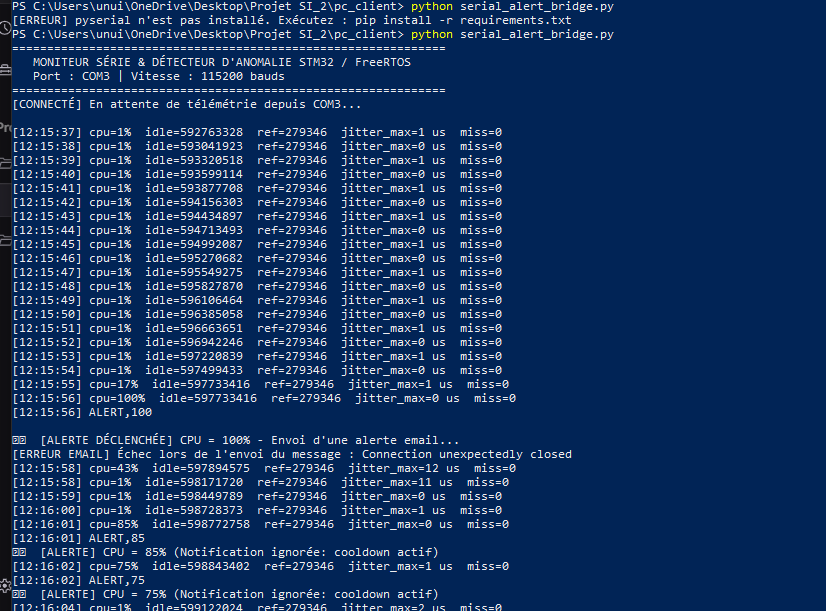 PS C:\Users\unui\OneDrive\Desktop\Projet SI_2\pc_client> python serial_alert_bridge.py
[ERREUR] pyserial n'est pas installé. Exécutez : pip install -r requirements.txt
PS C:\Users\unui\OneDrive\Desktop\Projet SI_2\pc_client> python serial_alert_bridge.py
==============================================================
MONITEUR SÉRIE & DÉTECTEUR D'ANOMALIE STM32 / FreeRTOS
Port : COM3 | Vitesse : 115200 bauds
==============================================================
[CONNECTÉ] En attente de télémétrie depuis COM3...
[12:15:37] cpu=1% idle=592763328 ref=279346 jitter_max=1 us miss=0
[12:15:38] cpu=1% idle=593041923 ref=279346 jitter_max=0 us miss=0
[12:15:39] cpu=1% idle=593320518 ref=279346 jitter_max=1 us miss=0
[12:15:40] cpu=1% idle=593599114 ref=279346 jitter_max=0 us miss=0
[12:15:41] cpu=1% idle=593877708 ref=279346 jitter_max=1 us miss=0
[12:15:42] cpu=1% idle=594156303 ref=279346 jitter_max=0 us miss=0
[12:15:43] cpu=1% idle=594434897 ref=279346 jitter_max=1 us miss=0
[12:15:44] cpu=1% idle=594713493 ref=279346 jitter_max=0 us miss=0
[12:15:45] cpu=1% idle=594992087 ref=279346 jitter_max=1 us miss=0
[12:15:46] cpu=1% idle=595270682 ref=279346 jitter_max=0 us miss=0
[12:15:47] cpu=1% idle=595549275 ref=279346 jitter_max=1 us miss=0
[12:15:48] cpu=1% idle=595827870 ref=279346 jitter_max=0 us miss=0
[12:15:49] cpu=1% idle=596106464 ref=279346 jitter_max=1 us miss=0
[12:15:50] cpu=1% idle=596385058 ref=279346 jitter_max=0 us miss=0
[12:15:51] cpu=1% idle=596663651 ref=279346 jitter_max=1 us miss=0
[12:15:52] cpu=1% idle=596942246 ref=279346 jitter_max=0 us miss=0
[12:15:53] cpu=1% idle=597220839 ref=279346 jitter_max=1 us miss=0
[12:15:54] cpu=1% idle=597499433 ref=279346 jitter_max=0 us miss=0
[12:15:55] cpu=17% idle=597733416 ref=279346 jitter_max=1 us miss=0
[12:15:56] cpu=100% idle=597733416 ref=279346 jitter_max=0 us miss=0
[12:15:56] ALERT,100
[ALERTE DÉCLENCHÉE] CPU = 100% - Envoi d'une alerte email...
[ERREUR EMAIL] Échec lors de l'envoi du message : Connection unexpectedly closed
[12:15:58] cpu=43% idle=597894575 ref=279346 jitter_max=12 us miss=0
[12:15:58] cpu=1% idle=598171720 ref=279346 jitter_max=11 us miss=0
[12:15:59] cpu=1% idle=598449789 ref=279346 jitter_max=0 us miss=0
[12:16:00] cpu=1% idle=598728373 ref=279346 jitter_max=1 us miss=0
[12:16:01] cpu=85% idle=598772758 ref=279346 jitter_max=0 us miss=0
[12:16:01] ALERT,85
[ALERTE] CPU = 85% (Notification ignorée: cooldown actif)
[12:16:02] cpu=75% idle=598843402 ref=279346 jitter_max=1 us miss=0
[12:16:02] ALERT,75
[ALERTE] CPU = 75% (Notification ignorée: cooldown actif)
[12:16:04] cpu=1% idle=599122024 ref=279346 jitter_max=2 us miss=0